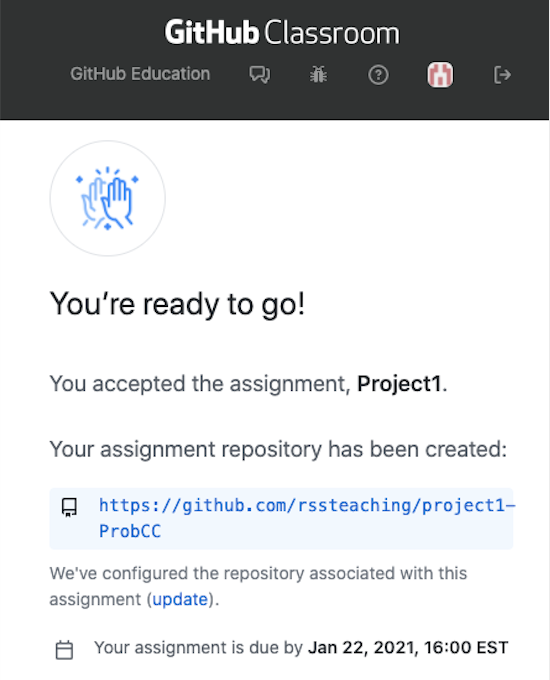 GitHub Classroom
GitHub Education
You’re ready to go!
You accepted the assignment, Project1.
Your assignment repository has been created:
https://github.com/rssteaching/project1-
ProbCC
We've configured the repository associated with this
assignment (update).
Your assignment is due by Jan 22, 2021, 16:00 EST